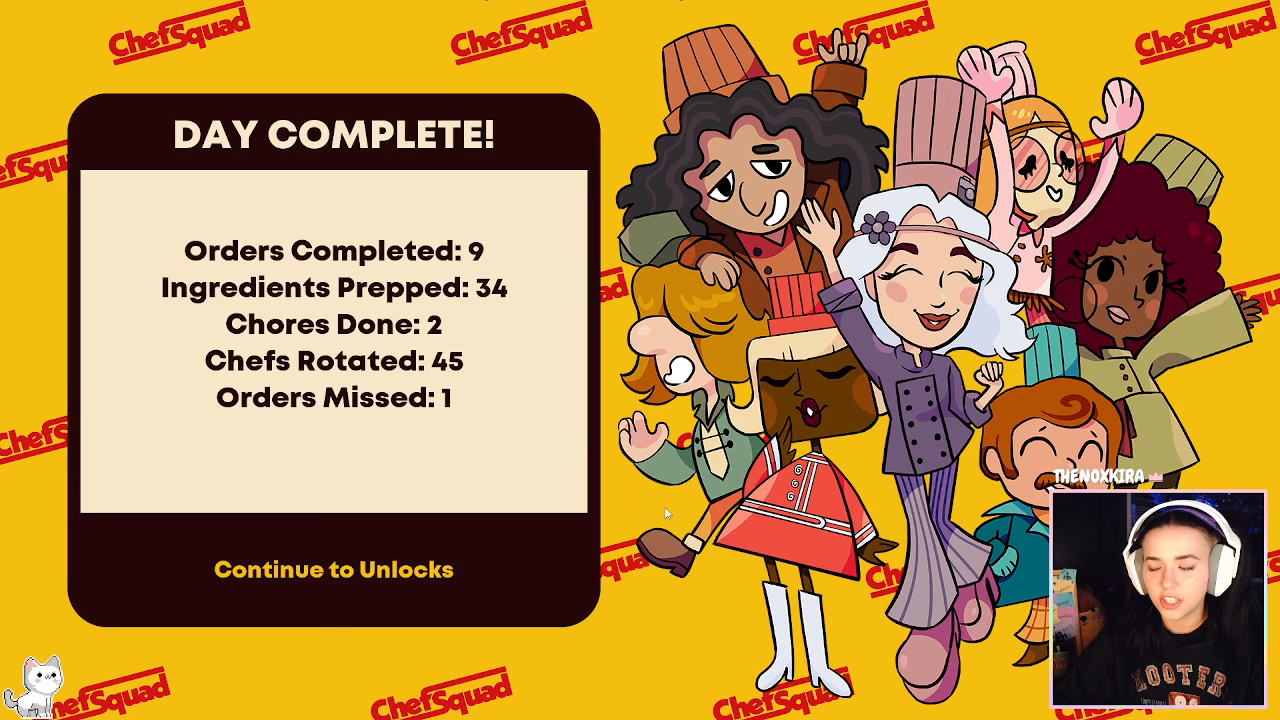 ChefSquad
ChefSquad
ChefSquad
ChefSquad
DAY COMPLETE!
Orders Completed: 9
Ingredients Prepped: 34
Chores Done: 2
Chefs Rotated: 45
Orders Missed: 1
Continue to Unlocks
THENOXKIRA
HOOTER
ChefSquad
ChefSquad
ChefSquad